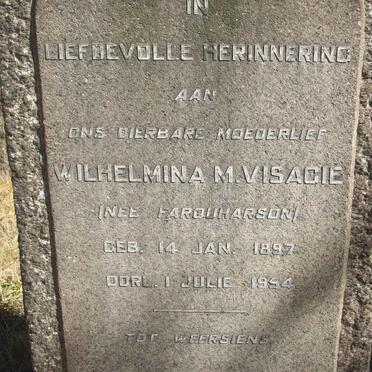 IN
LIEFDEVOLLE HERINNERING
AAN
ONS DIERBARE MOEDERLIEF
WILHELMINA M. VISAGIE
(NEE FARQUHARSON)
GEB. 14 JAN. 1897
OORL. 1 JULIE 1954
TOT WEERSIENS